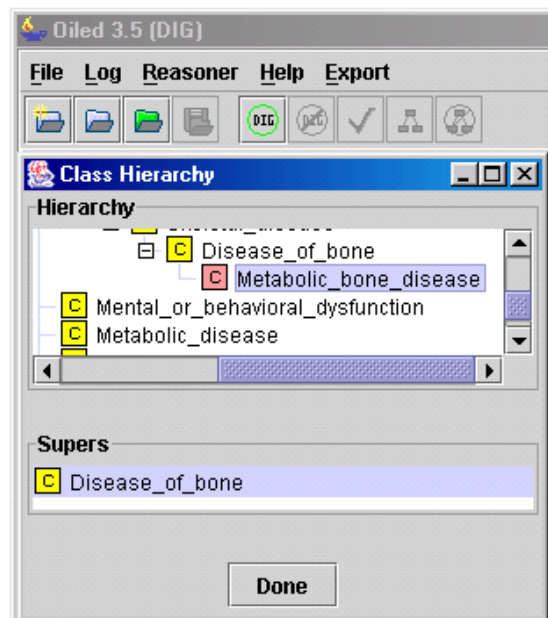 Oiled 3.5 (DIG)
File Log Reasoner Help Export
DIG DIG
Class Hierarchy
Hierarchy
C Disease_of_bone
C Metabolic_bone_disease
C Mental_or_behavioral_dysfunction
C Metabolic_disease
Supers
C Disease_of_bone
Done